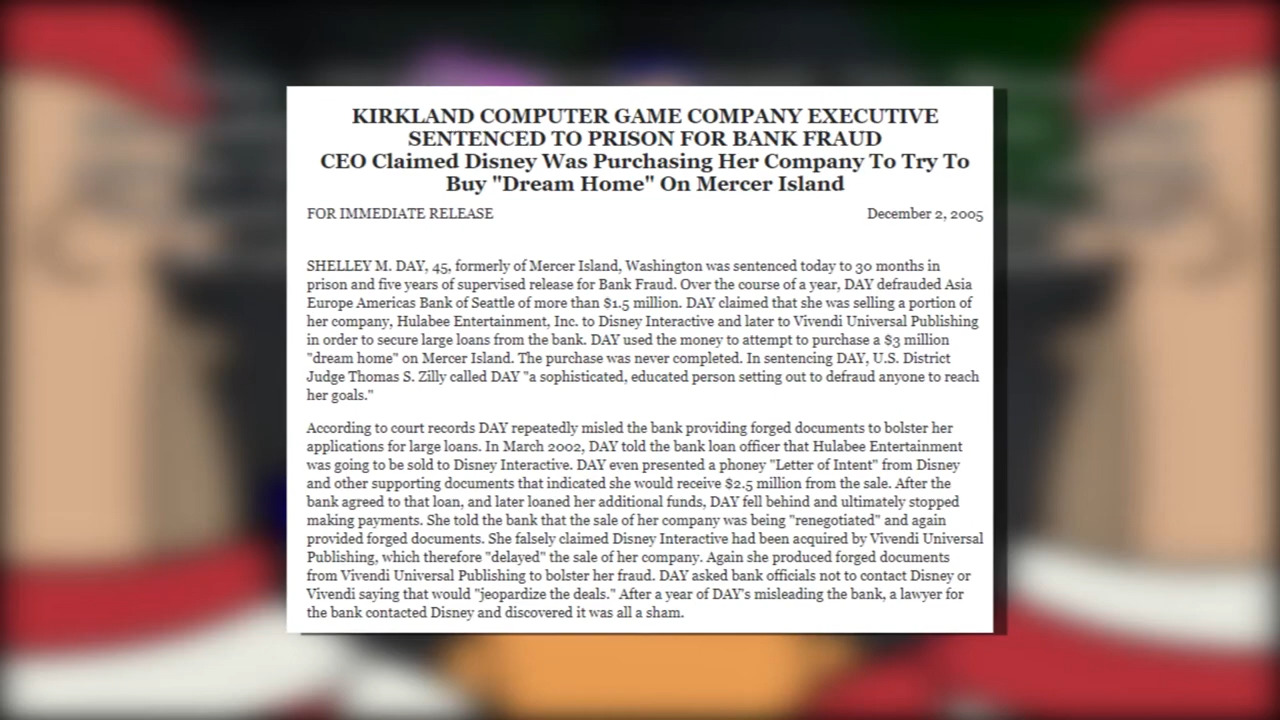 KIRKLAND COMPUTER GAME COMPANY EXECUTIVE
SENTENCED TO PRISON FOR BANK FRAUD
CEO Claimed Disney Was Purchasing Her Company To Try To
Buy "Dream Home" On Mercer Island
FOR IMMEDIATE RELEASE December 2, 2005
SHELLEY M. DAY, 45, formerly of Mercer Island, Washington was sentenced today to 30 months in
prison and five years of supervised release for Bank Fraud. Over the course of a year, DAY defrauded Asia
Europe Americas Bank of Seattle of more than $1.5 million. DAY claimed that she was selling a portion of
her company, Hulabee Entertainment, Inc. to Disney Interactive and later to Vivendi Universal Publishing
in order to secure large loans from the bank. DAY used the money to attempt to purchase a $3 million
"dream home" on Mercer Island. The purchase was never completed. In sentencing DAY, U.S. District
Judge Thomas S. Zilly called DAY "a sophisticated, educated person setting out to defraud anyone to reach
her goals."
According to court records DAY repeatedly misled the bank providing forged documents to bolster her
applications for large loans. In March 2002, DAY told the bank loan officer that Hulabee Entertainment
was going to be sold to Disney Interactive. DAY even presented a phoney "Letter of Intent" from Disney
and other supporting documents that indicated she would receive $2.5 million from the sale. After the
bank agreed to that loan, and later loaned her additional funds, DAY fell behind and ultimately stopped
making payments. She told the bank that the sale of her company was being "renegotiated" and again
provided forged documents. She falsely claimed Disney Interactive had been acquired by Vivendi Universal
Publishing, which therefore "delayed" the sale of her company. Again she produced forged documents
from Vivendi Universal Publishing to bolster her fraud. DAY asked bank officials not to contact Disney or
Vivendi saying that would "jeopardize the deals." After a year of DAY's misleading the bank, a lawyer for
the bank contacted Disney and discovered it was all a sham.